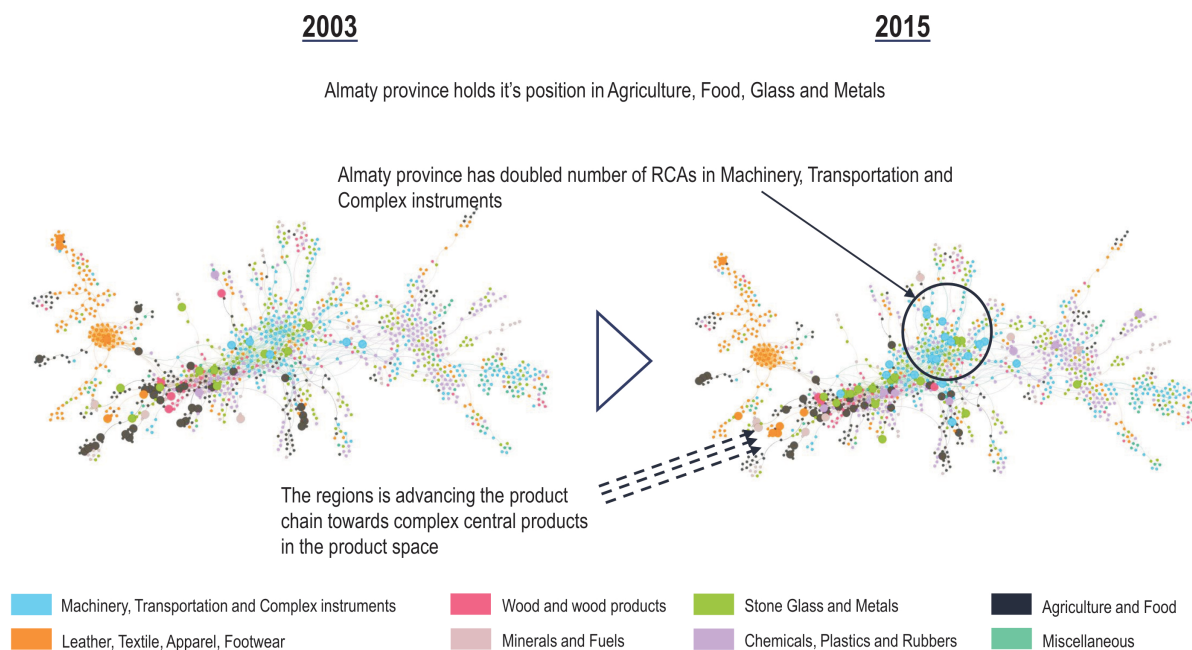 2003
2015
Almaty province holds it's position in Agriculture, Food, Glass and Metals
Almaty province has doubled number of RCAs in Machinery, Transportation and
Complex instruments
The regions is advancing the product
chain towards complex central products
in the product space
Machinery, Transportation and Complex instruments
Wood and wood products
Stone Glass and Metals
Agriculture and Food
Leather, Textile, Apparel, Footwear
Minerals and Fuels
Chemicals, Plastics and Rubbers
Miscellaneous